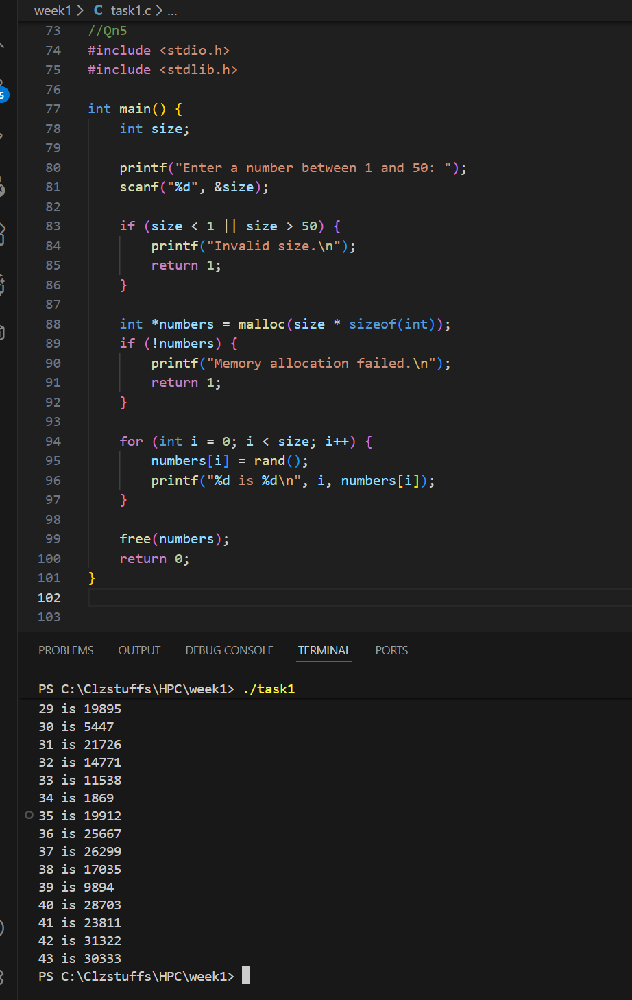 week1 > C task1.c > ...
73 //Qn5
74 #include <stdio.h>
75 #include <stdlib.h>
76
77 int main() {
78     int size;
79
80     printf("Enter a number between 1 and 50: ");
81     scanf("%d", &size);
82
83     if (size < 1 || size > 50) {
84         printf("Invalid size.\n");
85         return 1;
86     }
87
88     int *numbers = malloc(size * sizeof(int));
89     if (!numbers) {
90         printf("Memory allocation failed.\n");
91         return 1;
92     }
93
94     for (int i = 0; i < size; i++) {
95         numbers[i] = rand();
96         printf("%d is %d\n", i, numbers[i]);
97     }
98
99     free(numbers);
100     return 0;
101 }
102
103
PROBLEMS OUTPUT DEBUG CONSOLE TERMINAL PORTS
PS C:\Clzstuffs\HPC\week1> ./task1
29 is 19895
30 is 5447
31 is 21726
32 is 14771
33 is 11538
34 is 1869
35 is 19912
36 is 25667
37 is 26299
38 is 17035
39 is 9894
40 is 28703
41 is 23811
42 is 31322
43 is 30333
PS C:\Clzstuffs\HPC\week1>